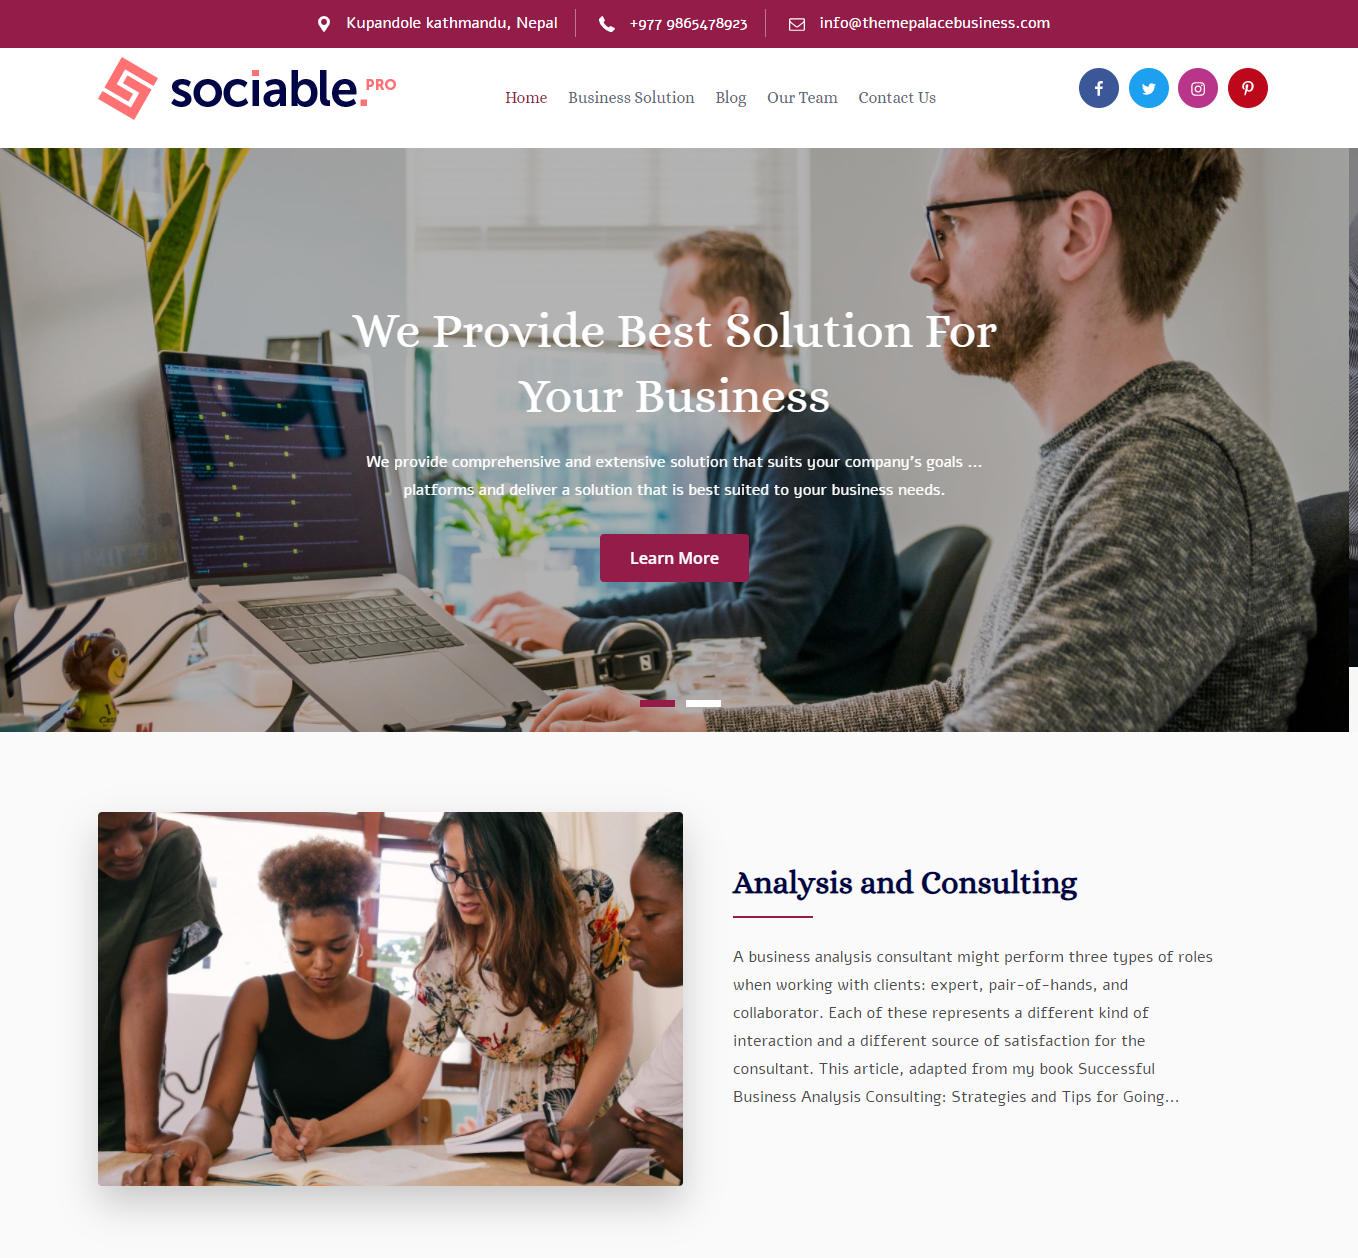 Kupandole kathmandu, Nepal
+977 9865478923
info@themepalacebusiness.com
sociable.PRO
Home
Business Solution
Blog
Our Team
Contact Us
We Provide Best Solution For
Your Business
We provide comprehensive and extensive solution that suits your company's goals ...
platforms and deliver a solution that is best suited to your business needs.
Learn More
Analysis and Consulting
A business analysis consultant might perform three types of roles
when working with clients: expert, pair-of-hands, and
collaborator. Each of these represents a different kind of
interaction and a different source of satisfaction for the
consultant. This article, adapted from my book Successful
Business Analysis Consulting: Strategies and Tips for Going...